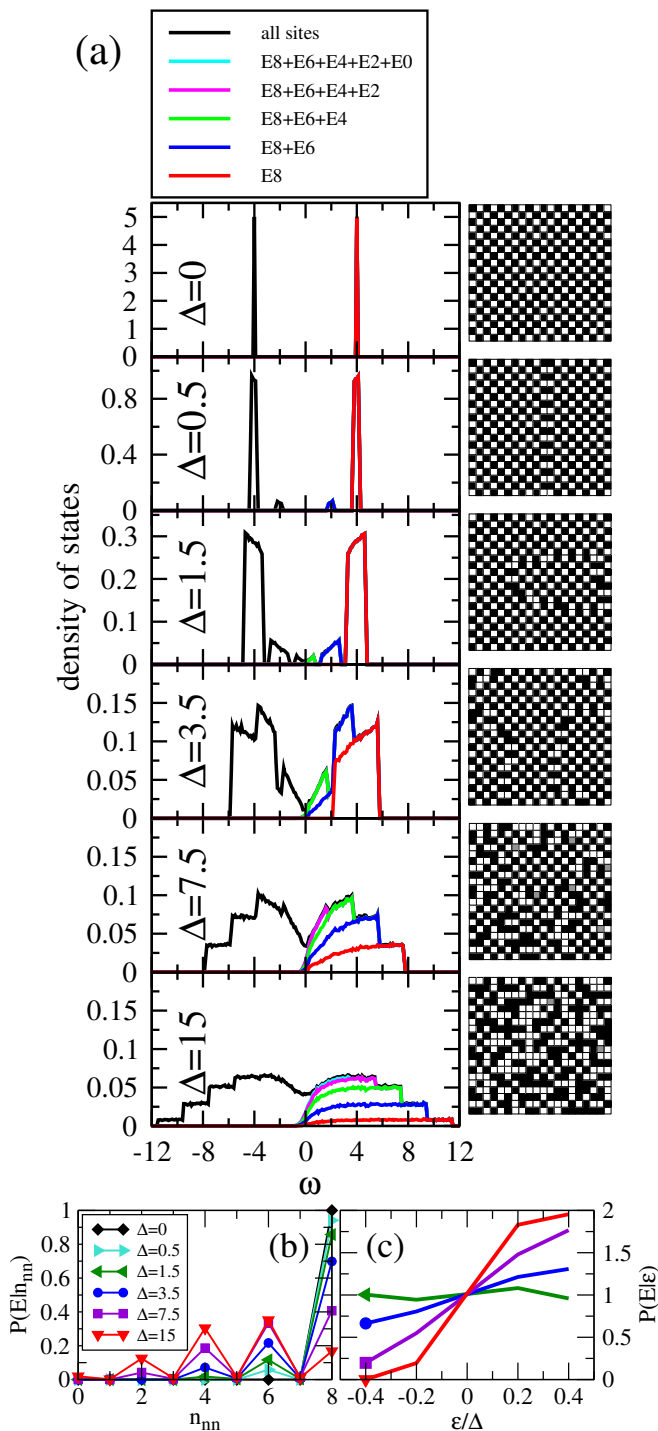 (a)
all sites
E8+E6+E4+E2+E0
E8+E6+E4+E2
E8+E6+E4
E8+E6
E8
density of states
5
4
3
2
1
0
Δ=0
0.8
0.4
0
Δ=0.5
0.3
0.2
0.1
0
Δ=1.5
0.15
0.1
0.05
0
Δ=3.5
0.15
0.1
0.05
0
Δ=7.5
0.15
0.1
0.05
0
Δ=15
-12 -8 -4 0 4 8 12
ω
(b)
P(E|n_nn)
1
0.8
0.6
0.4
0.2
0
Δ=0
Δ=0.5
Δ=1.5
Δ=3.5
Δ=7.5
Δ=15
0 1 2 3 4 5 6 7 8
n_nn
(c)
2
1.5
1
0.5
0
P(E|ε)
-0.4 -0.2 0 0.2 0.4
ε/Δ